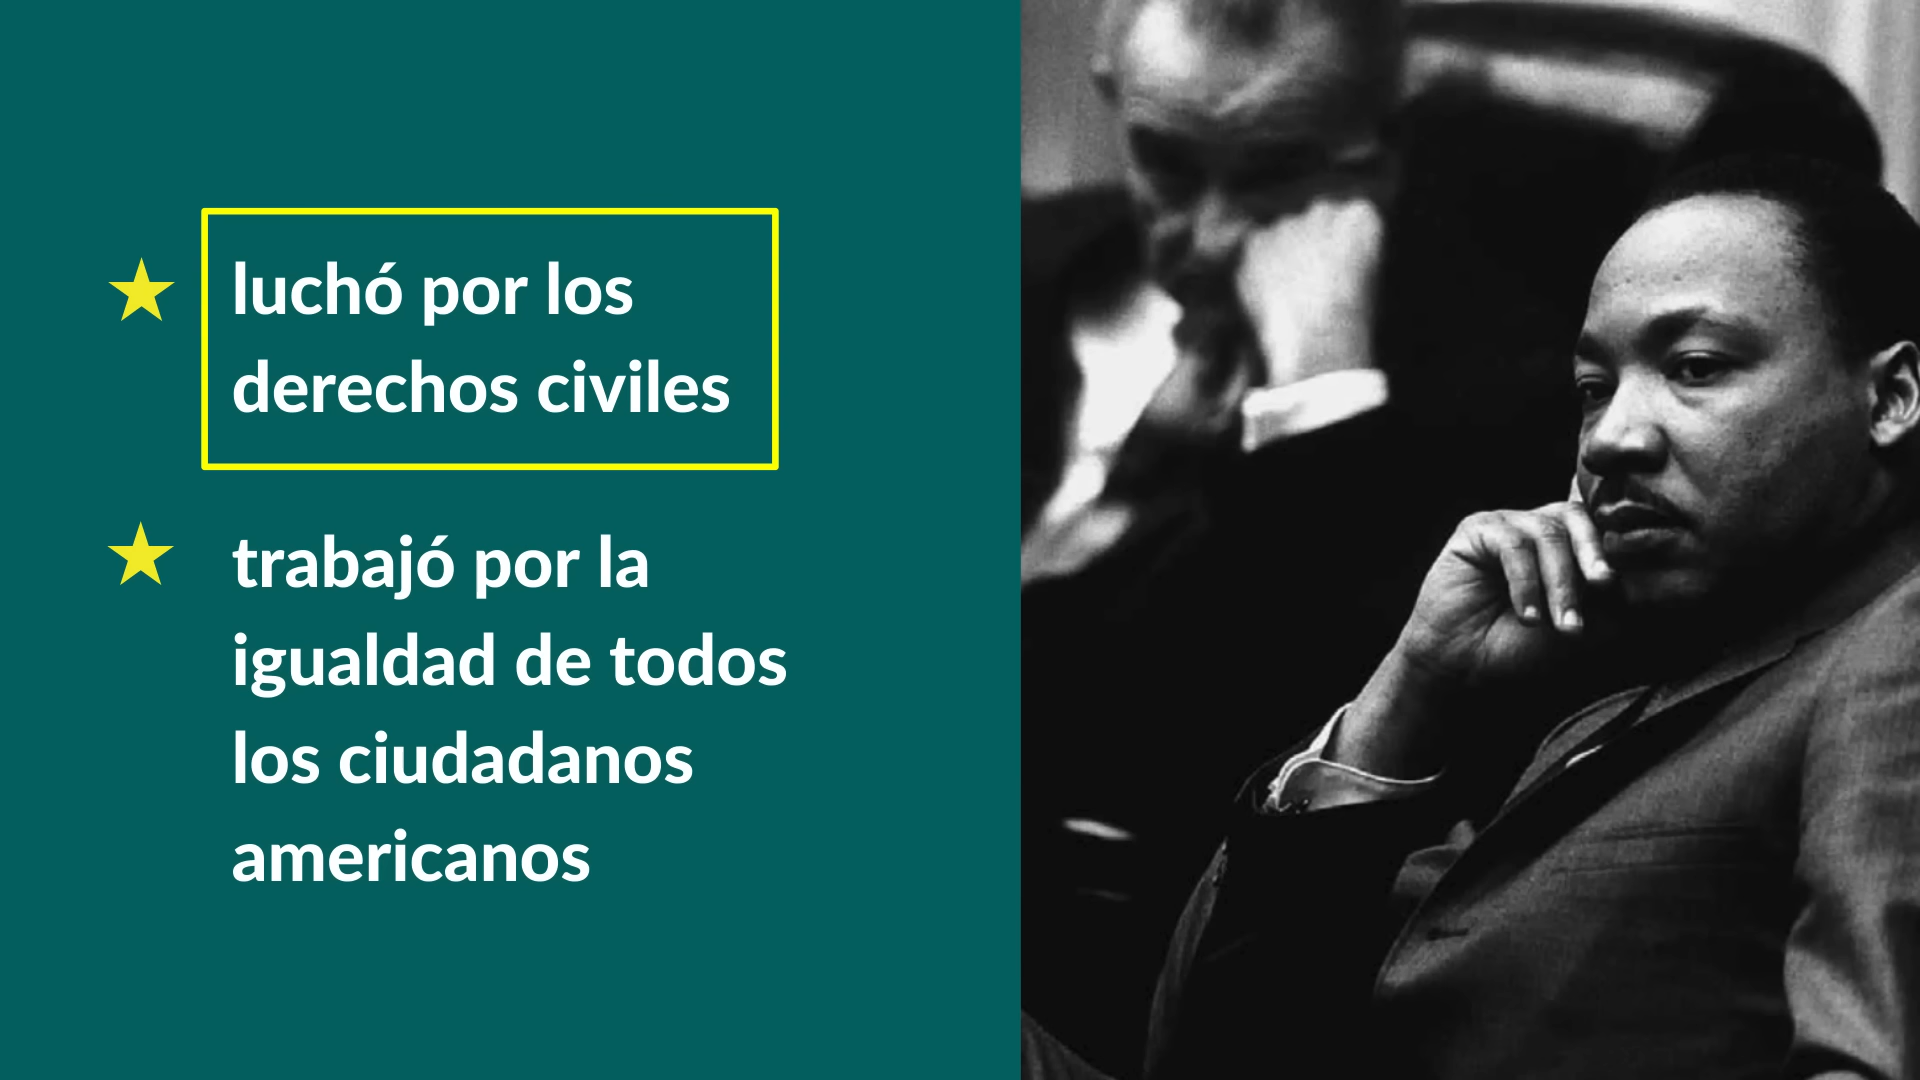 luchó por los
derechos civiles
trabajó por la
igualdad de todos
los ciudadanos
americanos